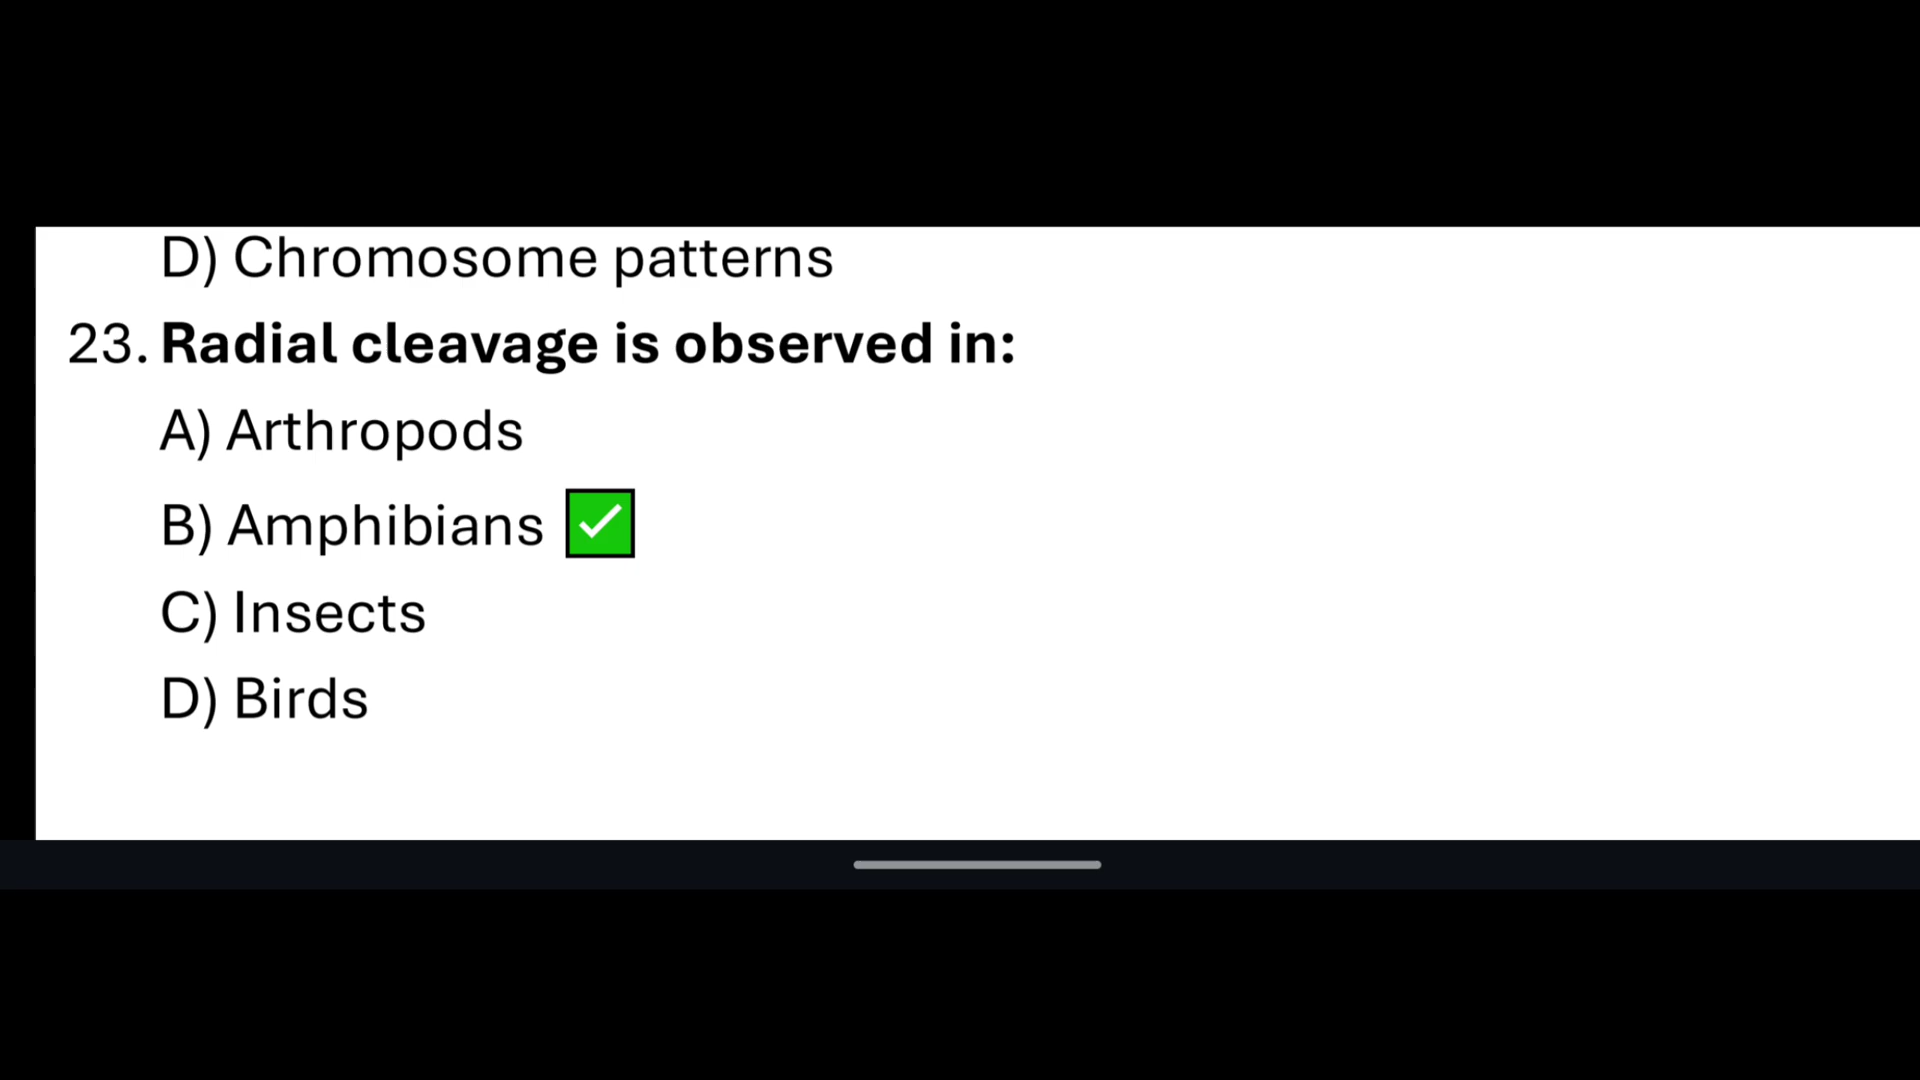 D) Chromosome patterns
23. Radial cleavage is observed in:
A) Arthropods
B) Amphibians ✅
C) Insects
D) Birds